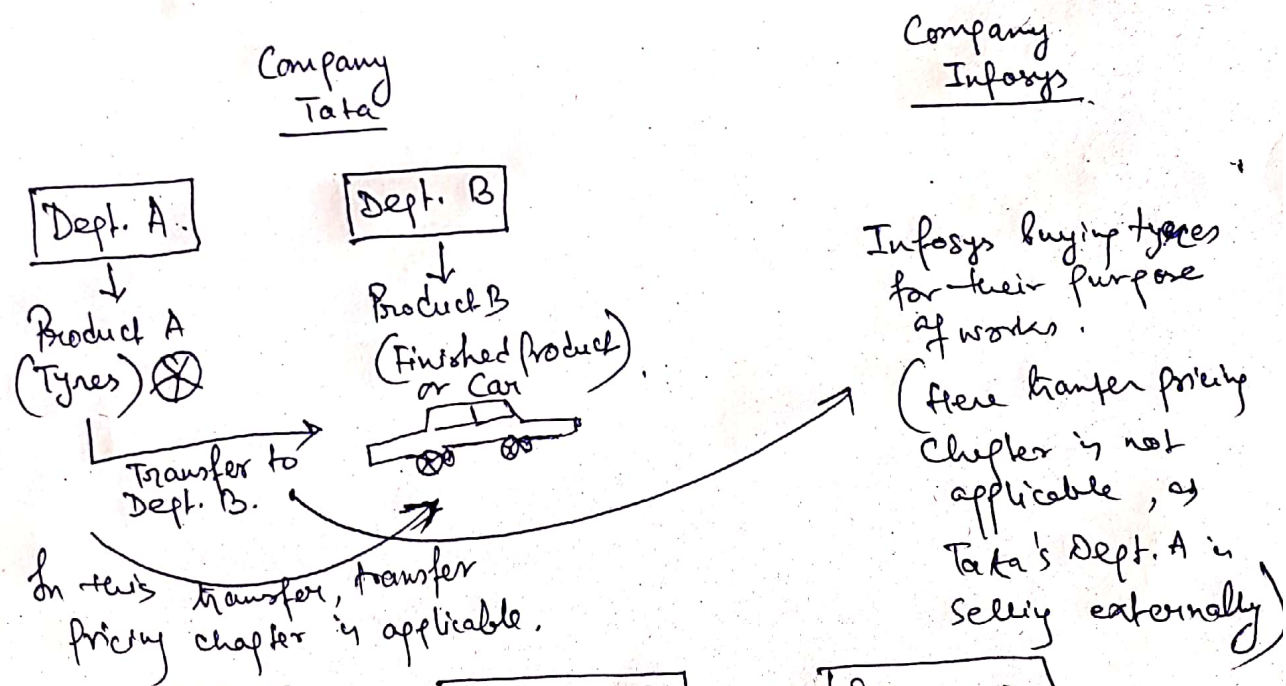 Company
Tata
Company
Infosys
Dept. A.
Dept. B
Product A
(Tyres)
Product B
(Finished Product)
or Car
Transfer to
Dept. B.
In this transfer, transfer
pricing chapter is applicable.
Infosys buying tyres
for their purpose
of works.
(Here tranfer pricing
chapter is not
applicable, as
Tata's Dept. A is
selling externally)